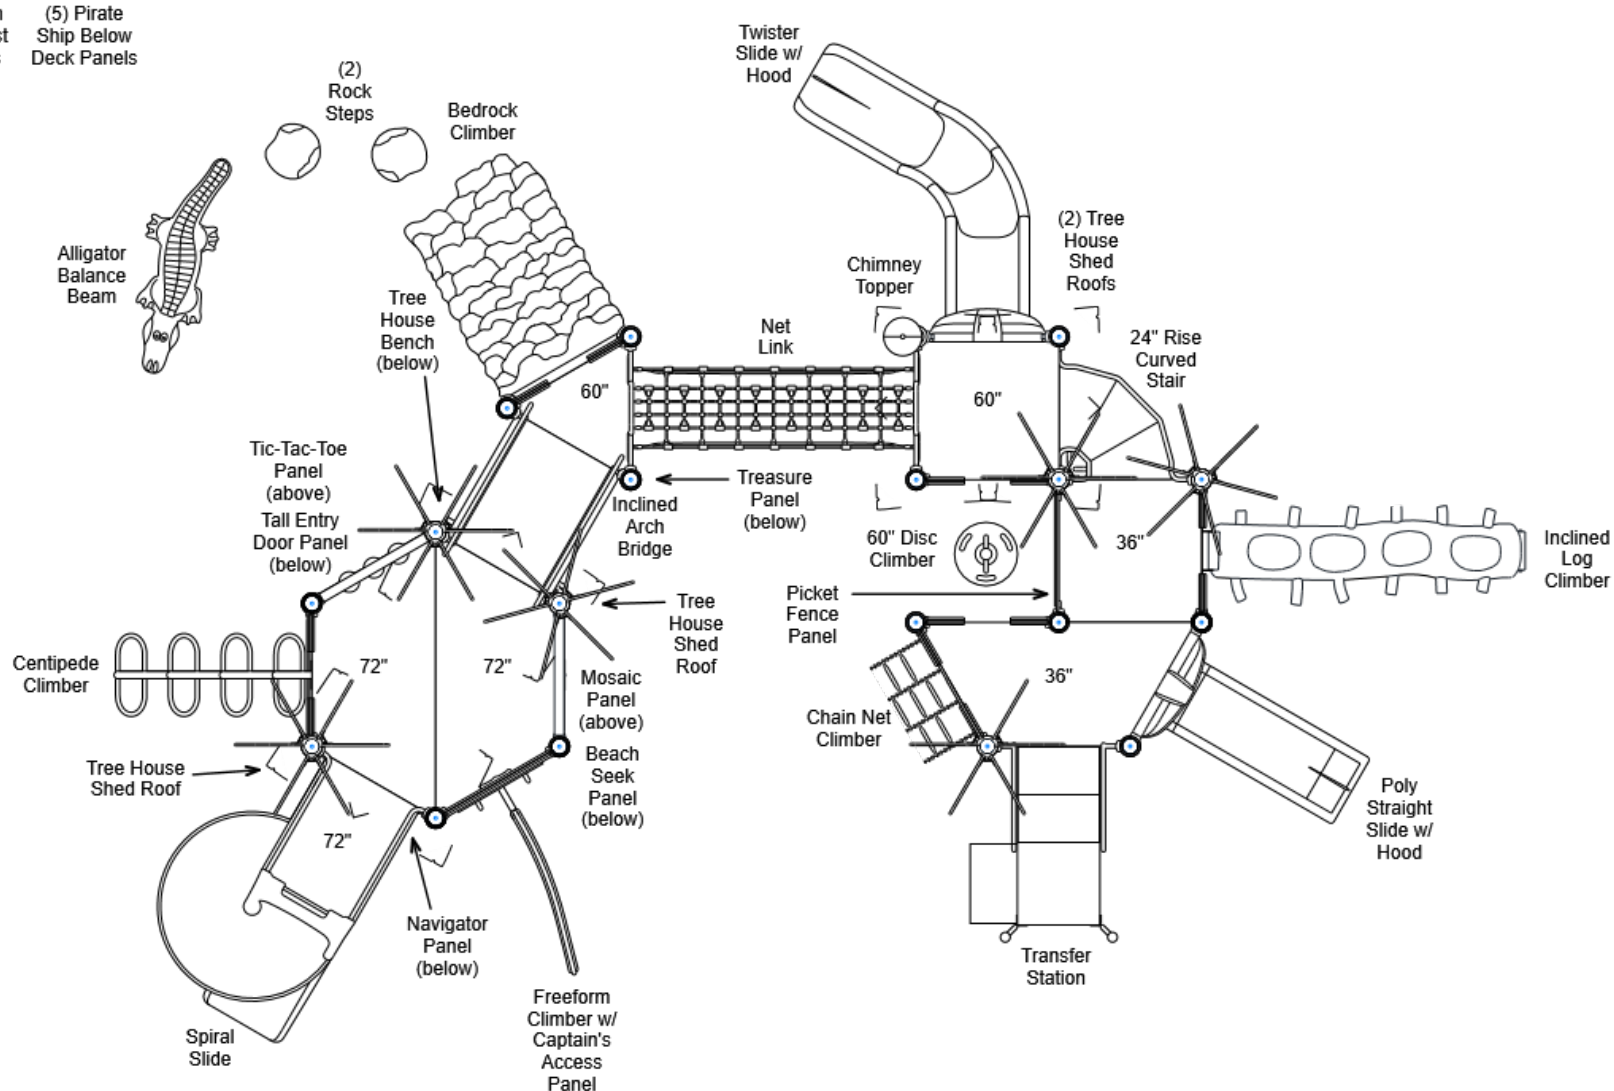 (5) Pirate
Ship Below
Deck Panels
(2)
Rock
Steps
Bedrock
Climber
Twister
Slide w/
Hood
Alligator
Balance
Beam
Tree
House
Bench
(below)
Net
Link
Chimney
Topper
(2) Tree
House
Shed
Roofs
24" Rise
Curved
Stair
60"
60"
Tic-Tac-Toe
Panel
(above)
Tall Entry
Door Panel
(below)
Inclined
Arch
Bridge
Treasure
Panel
(below)
60" Disc
Climber
36"
Inclined
Log
Climber
Picket
Fence
Panel
Tree
House
Shed
Roof
Centipede
Climber
72"
72"
Mosaic
Panel
(above)
36"
Chain Net
Climber
Tree House
Shed Roof
Beach
Seek
Panel
(below)
Poly
Straight
Slide w/
Hood
72"
Navigator
Panel
(below)
Transfer
Station
Spiral
Slide
Freeform
Climber w/
Captain's
Access
Panel